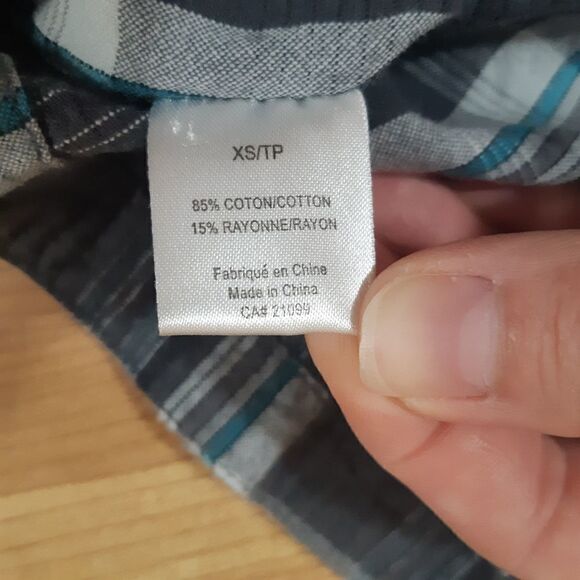 XS/TP
85% COTON/COTTON
15% RAYONNE/RAYON
Fabriqué en Chine
Made in China
CA# 21099